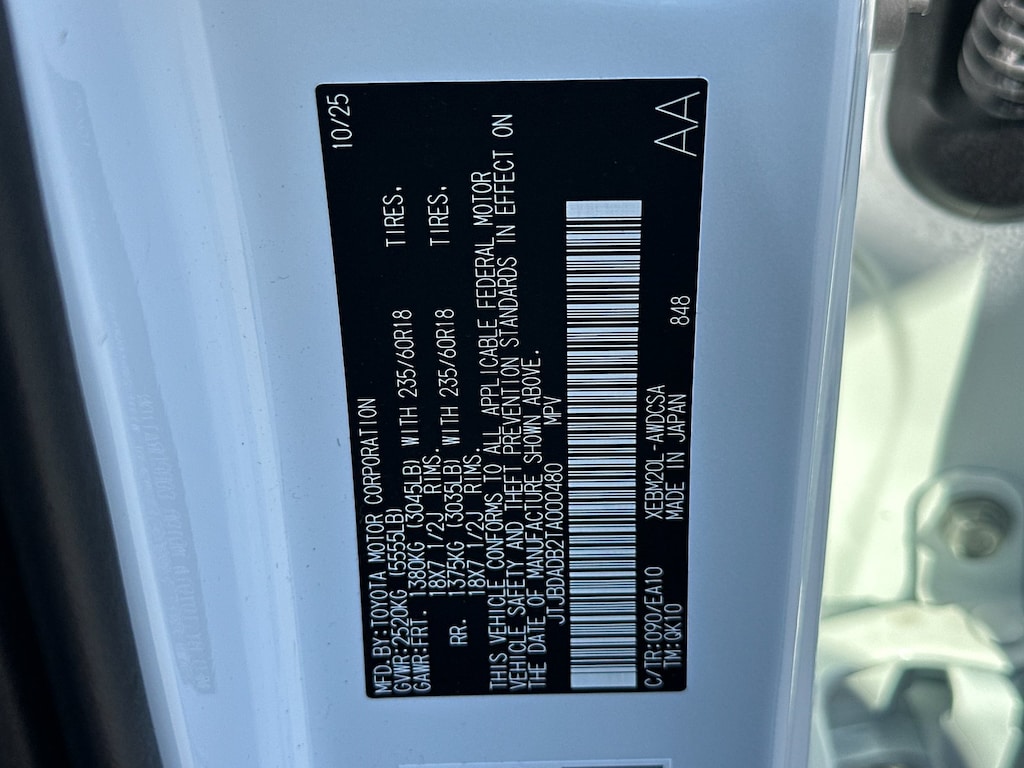 MFD.BY:TOYOTA MOTOR CORPORATION 10/25
GVWR:2520KG (5555LB)
GAWR:FRT. 1380KG (3045LB) WITH 235/60R18 TIRES.
18X7 1/2J RIMS.
RR. 1375KG (3035LB) WITH 235/60R18 TIRES.
18X7 1/2J RIMS.
THIS VEHICLE CONFORMS TO ALL APPLICABLE FEDERAL MOTOR
VEHICLE SAFETY AND THEFT PREVENTION STANDARDS IN EFFECT ON
THE DATE OF MANUFACTURE SHOWN ABOVE.
JTJBDADB2TA000480 MPV
C/TR:090/EA10 XEBM20L-AWDCSA 848 AA
TM:QK10 MADE IN JAPAN